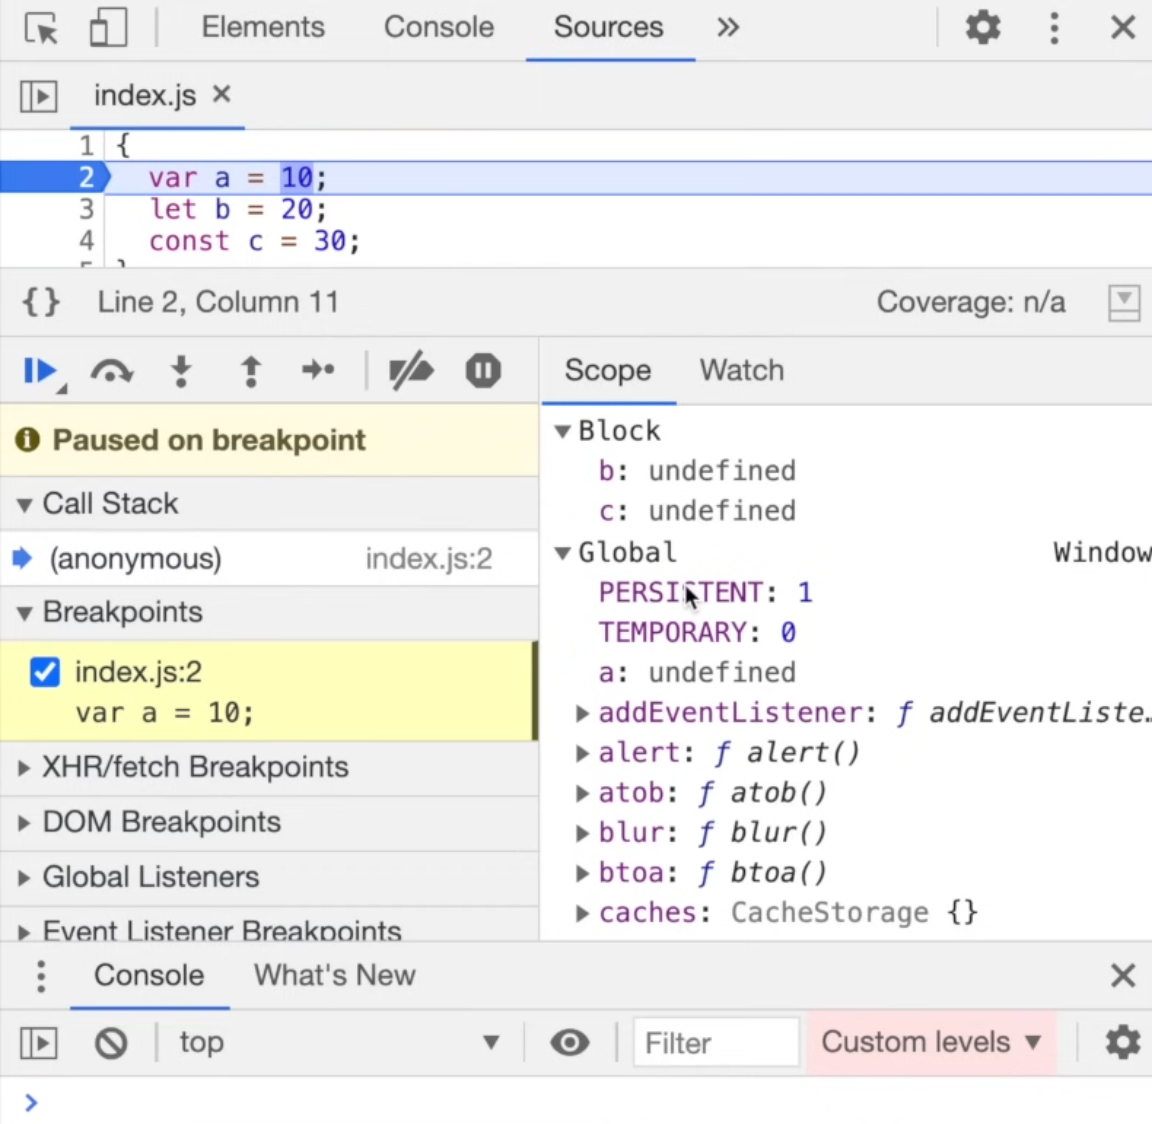 Elements Console Sources »
index.js ×
1 {
2 var a = 10;
3 let b = 20;
4 const c = 30;
{} Line 2, Column 11 Coverage: n/a
Paused on breakpoint
Call Stack
(anonymous) index.js:2
Breakpoints
index.js:2
var a = 10;
XHR/fetch Breakpoints
DOM Breakpoints
Global Listeners
Event Listener Breakpoints
Scope Watch
Block
b: undefined
c: undefined
Global Window
PERSISTENT: 1
TEMPORARY: 0
a: undefined
addEventListener: ƒ addEventListe…
alert: ƒ alert()
atob: ƒ atob()
blur: ƒ blur()
btoa: ƒ btoa()
caches: CacheStorage {}
Console What's New
top Filter Custom levels